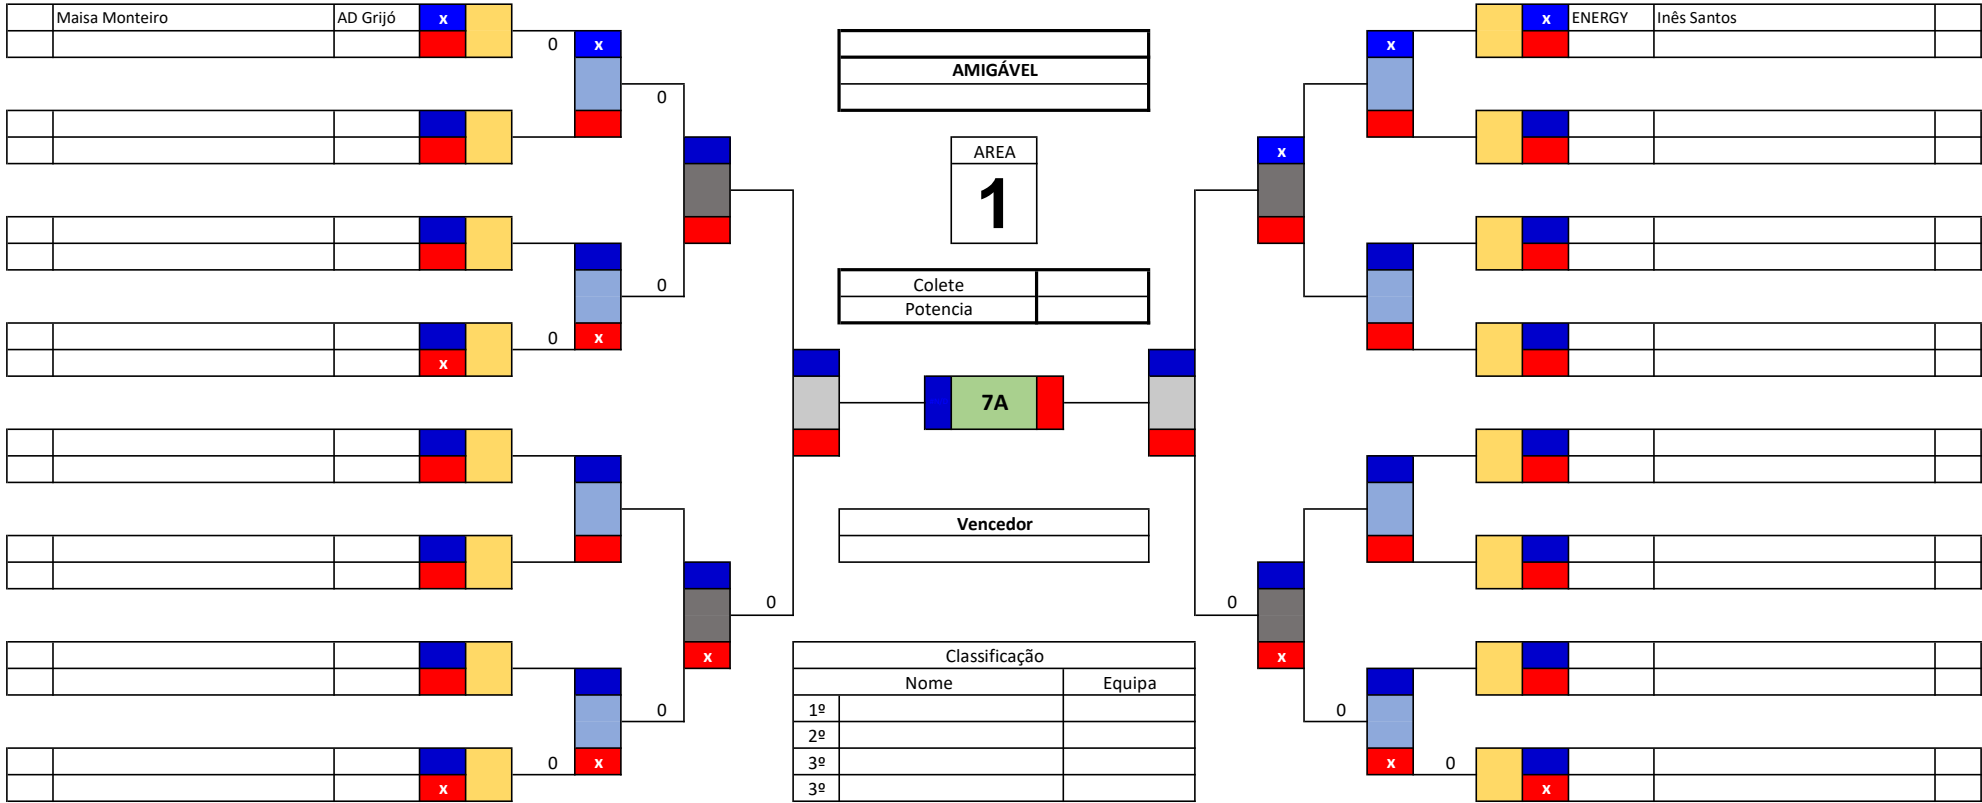 Maisa Monteiro AD Grijó x
x ENERGY Inês Santos
0 x
x
AMIGÁVEL
0
AREA
x
1
0
Colete
Potencia
0 x
x
7A
Vencedor
0
0
x
Classificação
x
Nome Equipa
0
1º
0
2º
0 x
3º
x 0
3º
x
x